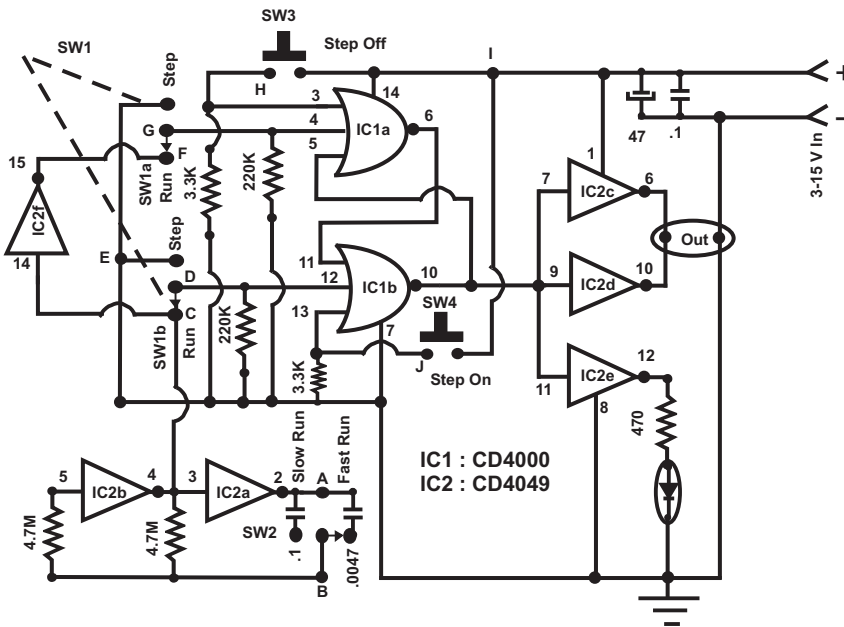 SW3
Step Off
I
SW1
Step
H
3
14
6
+
G
4
IC1a
47
.1
–
F
5
15
SW1a
Run
3.3K
220K
1
7
6
IC2c
3-15 V In
IC2f
Step
E
11
Out
14
D
12
IC1b
10
9
IC2d
10
C
13
SW4
SW1b
Run
220K
7
J
Step On
12
3.3K
11
IC2e
8
470
Slow Run
Fast Run
IC1 : CD4000
IC2 : CD4049
5
4
3
2
A
IC2b
IC2a
SW2
4.7M
4.7M
.1
.0047
B